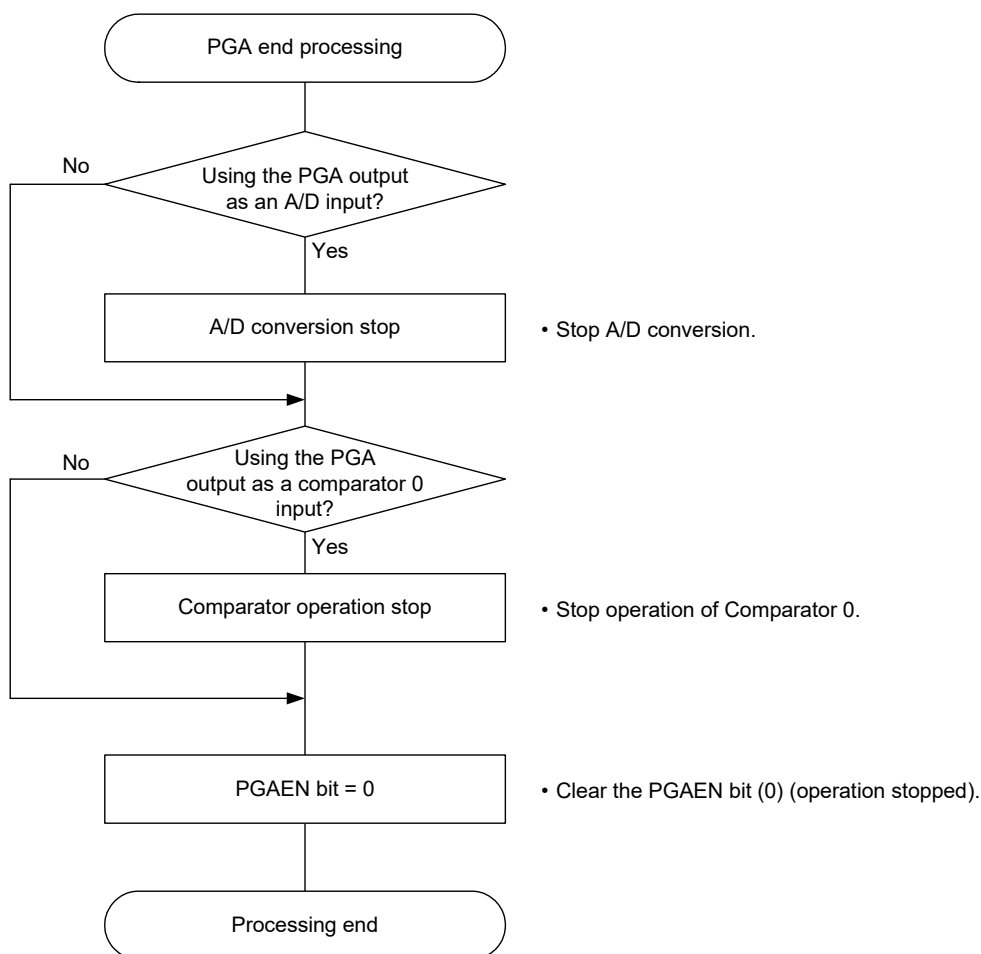 PGA end processing
No
Using the PGA output
as an A/D input?
Yes
A/D conversion stop
• Stop A/D conversion.
No
Using the PGA
output as a comparator 0
input?
Yes
Comparator operation stop
• Stop operation of Comparator 0.
PGAEN bit = 0
• Clear the PGAEN bit (0) (operation stopped).
Processing end